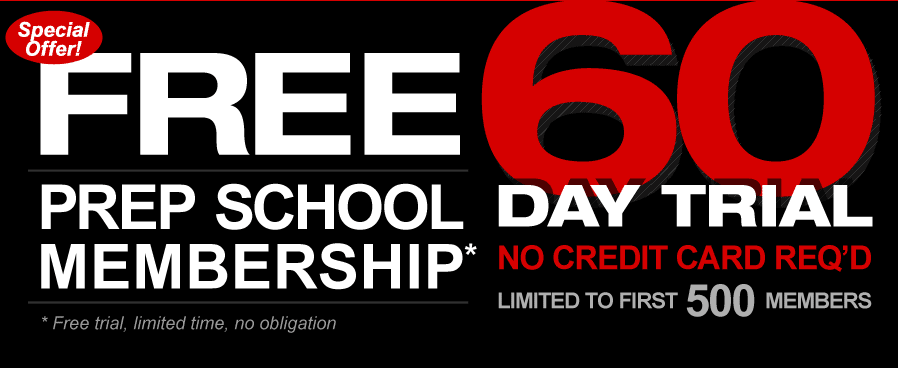 Special
Offer!
FREE
PREP SCHOOL
MEMBERSHIP*
* Free trial, limited time, no obligation
60
DAY TRIAL
NO CREDIT CARD REQ'D
LIMITED TO FIRST 500 MEMBERS